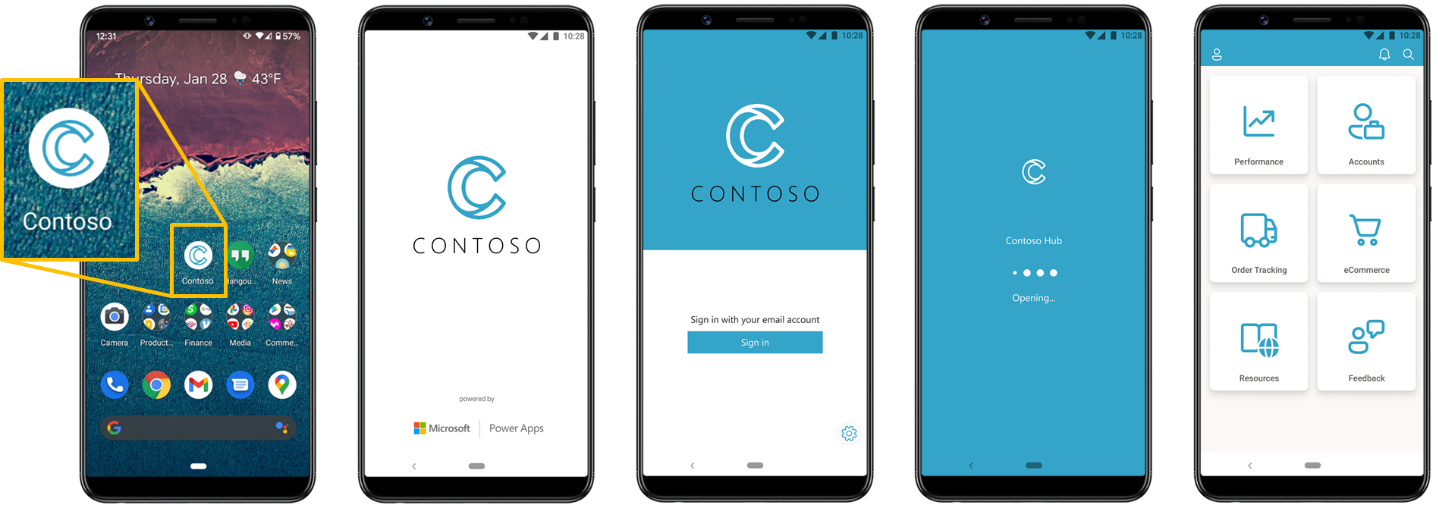 12:31
57%
Thursday, Jan 28 43°F
Contoso
Contoso
Hangou...
News
Camera
Product...
Finance
Media
Comme...
10:28
CONTOSO
powered by
Microsoft
Power Apps
10:28
CONTOSO
Sign in with your email account
Sign in
10:28
Contoso Hub
Opening...
10:28
Performance
Accounts
Order Tracking
eCommerce
Resources
Feedback